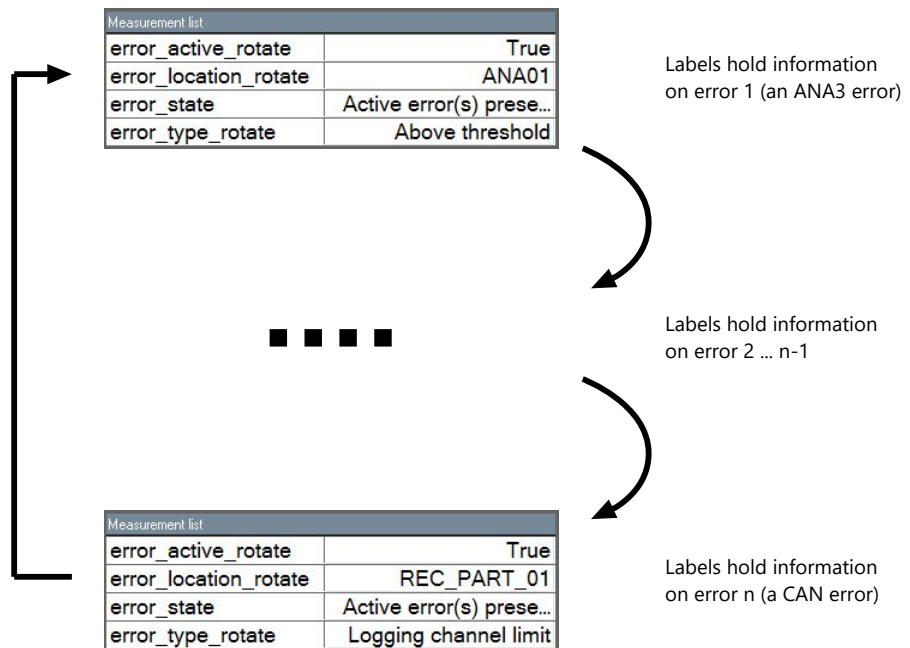 Measurement list
error_active_rotate True
error_location_rotate ANA01
error_state Active error(s) prese...
error_type_rotate Above threshold
Labels hold information
on error 1 (an ANA3 error)
Labels hold information
on error 2 ... n-1
Measurement list
error_active_rotate True
error_location_rotate REC_PART_01
error_state Active error(s) prese...
error_type_rotate Logging channel limit
Labels hold information
on error n (a CAN error)